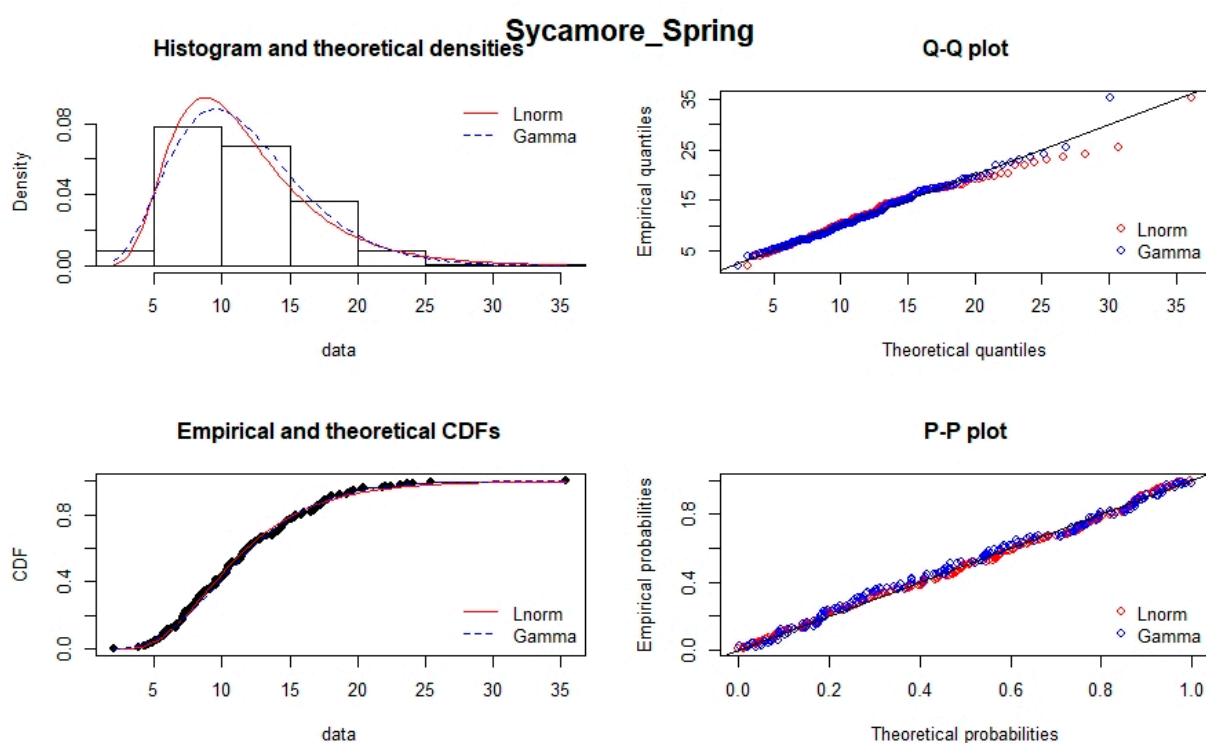 Sycamore_Spring
Histogram and theoretical densities
Density
0.00
0.04
0.08
Lnorm
Gamma
5 10 15 20 25 30 35
data
Q-Q plot
Empirical quantiles
5
15
25
35
Lnorm
Gamma
5 10 15 20 25 30 35
Theoretical quantiles
Empirical and theoretical CDFs
CDF
0.0
0.4
0.8
Lnorm
Gamma
5 10 15 20 25 30 35
data
P-P plot
Empirical probabilities
0.0
0.4
0.8
Lnorm
Gamma
0.0 0.2 0.4 0.6 0.8 1.0
Theoretical probabilities